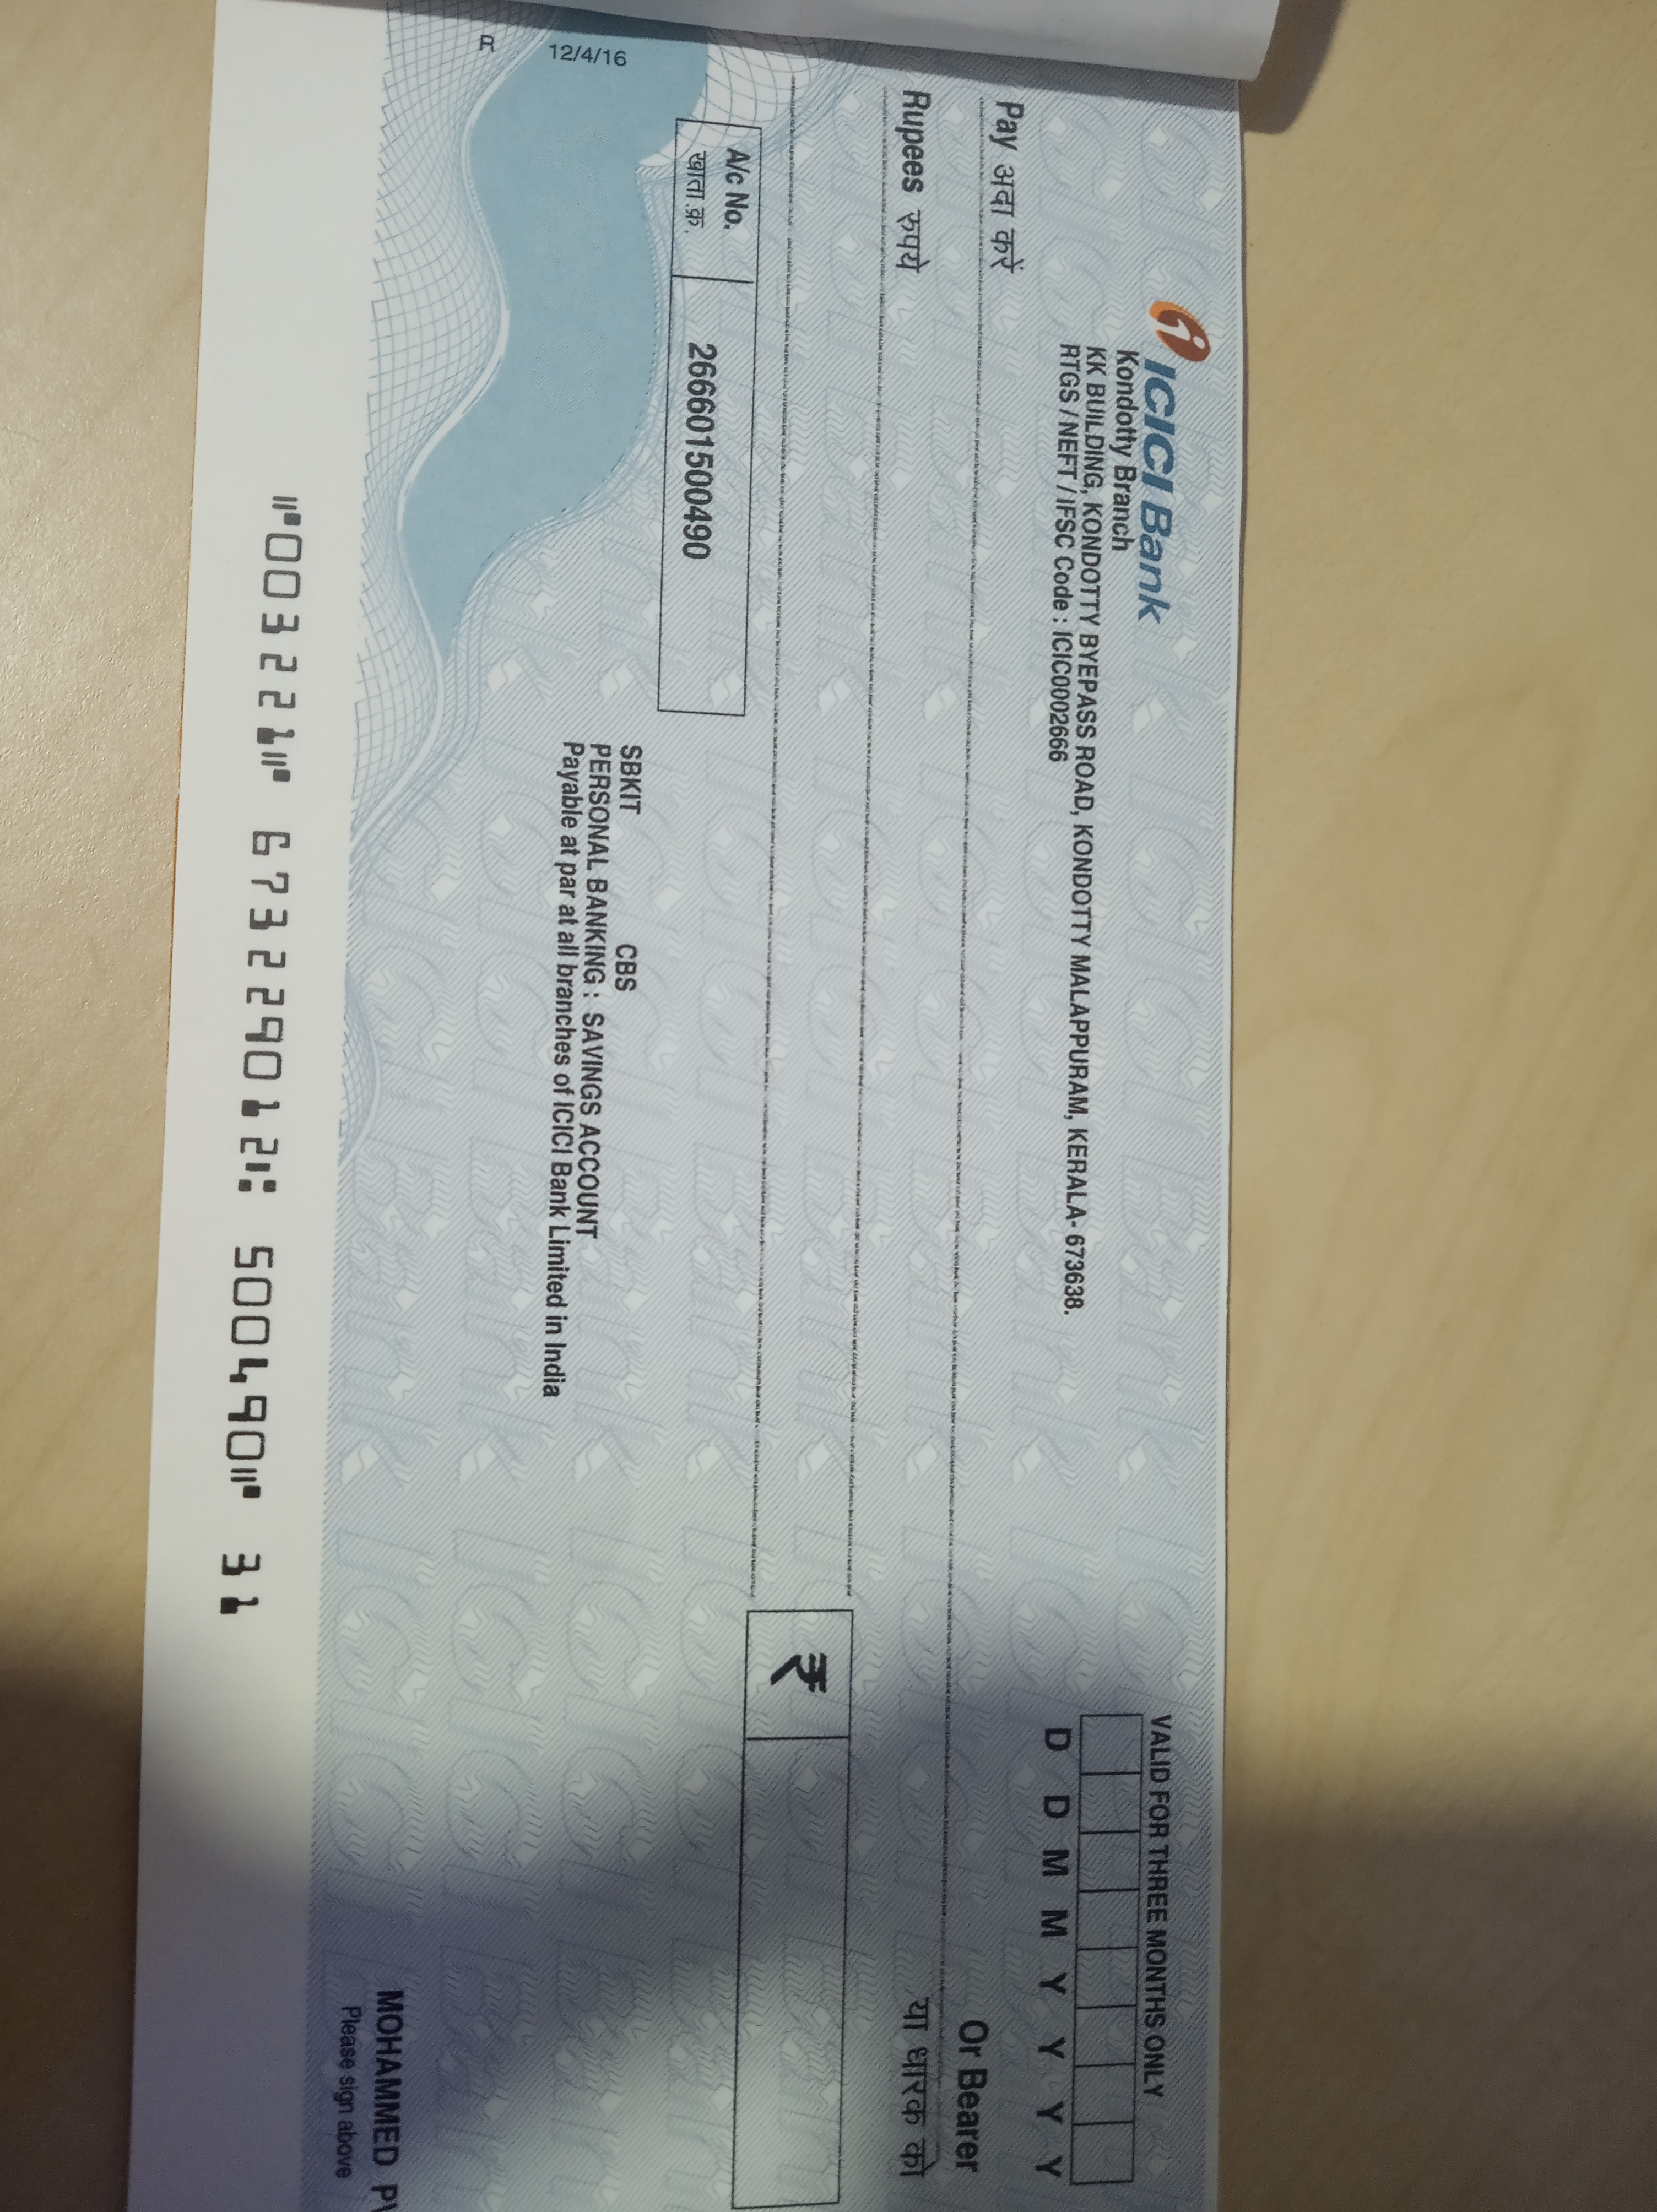 ICICI Bank
Kondotty Branch
KK BUILDING, KONDOTTY BYEPASS ROAD, KONDOTTY MALAPPURAM, KERALA- 673638.
RTGS / NEFT / IFSC Code : ICIC0002666
VALID FOR THREE MONTHS ONLY
D D M M Y Y Y Y
Pay अदा करें
Or Bearer
Rupees रुपये
या धारक को
₹
A/c No.
खाता क्र.
266601500490
SBKIT CBS
PERSONAL BANKING : SAVINGS ACCOUNT
Payable at par at all branches of ICICI Bank Limited in India
R 12/4/16
MOHAMMED
Please sign above
⑈003221⑈ 673229012⑆ 500490⑈ 31